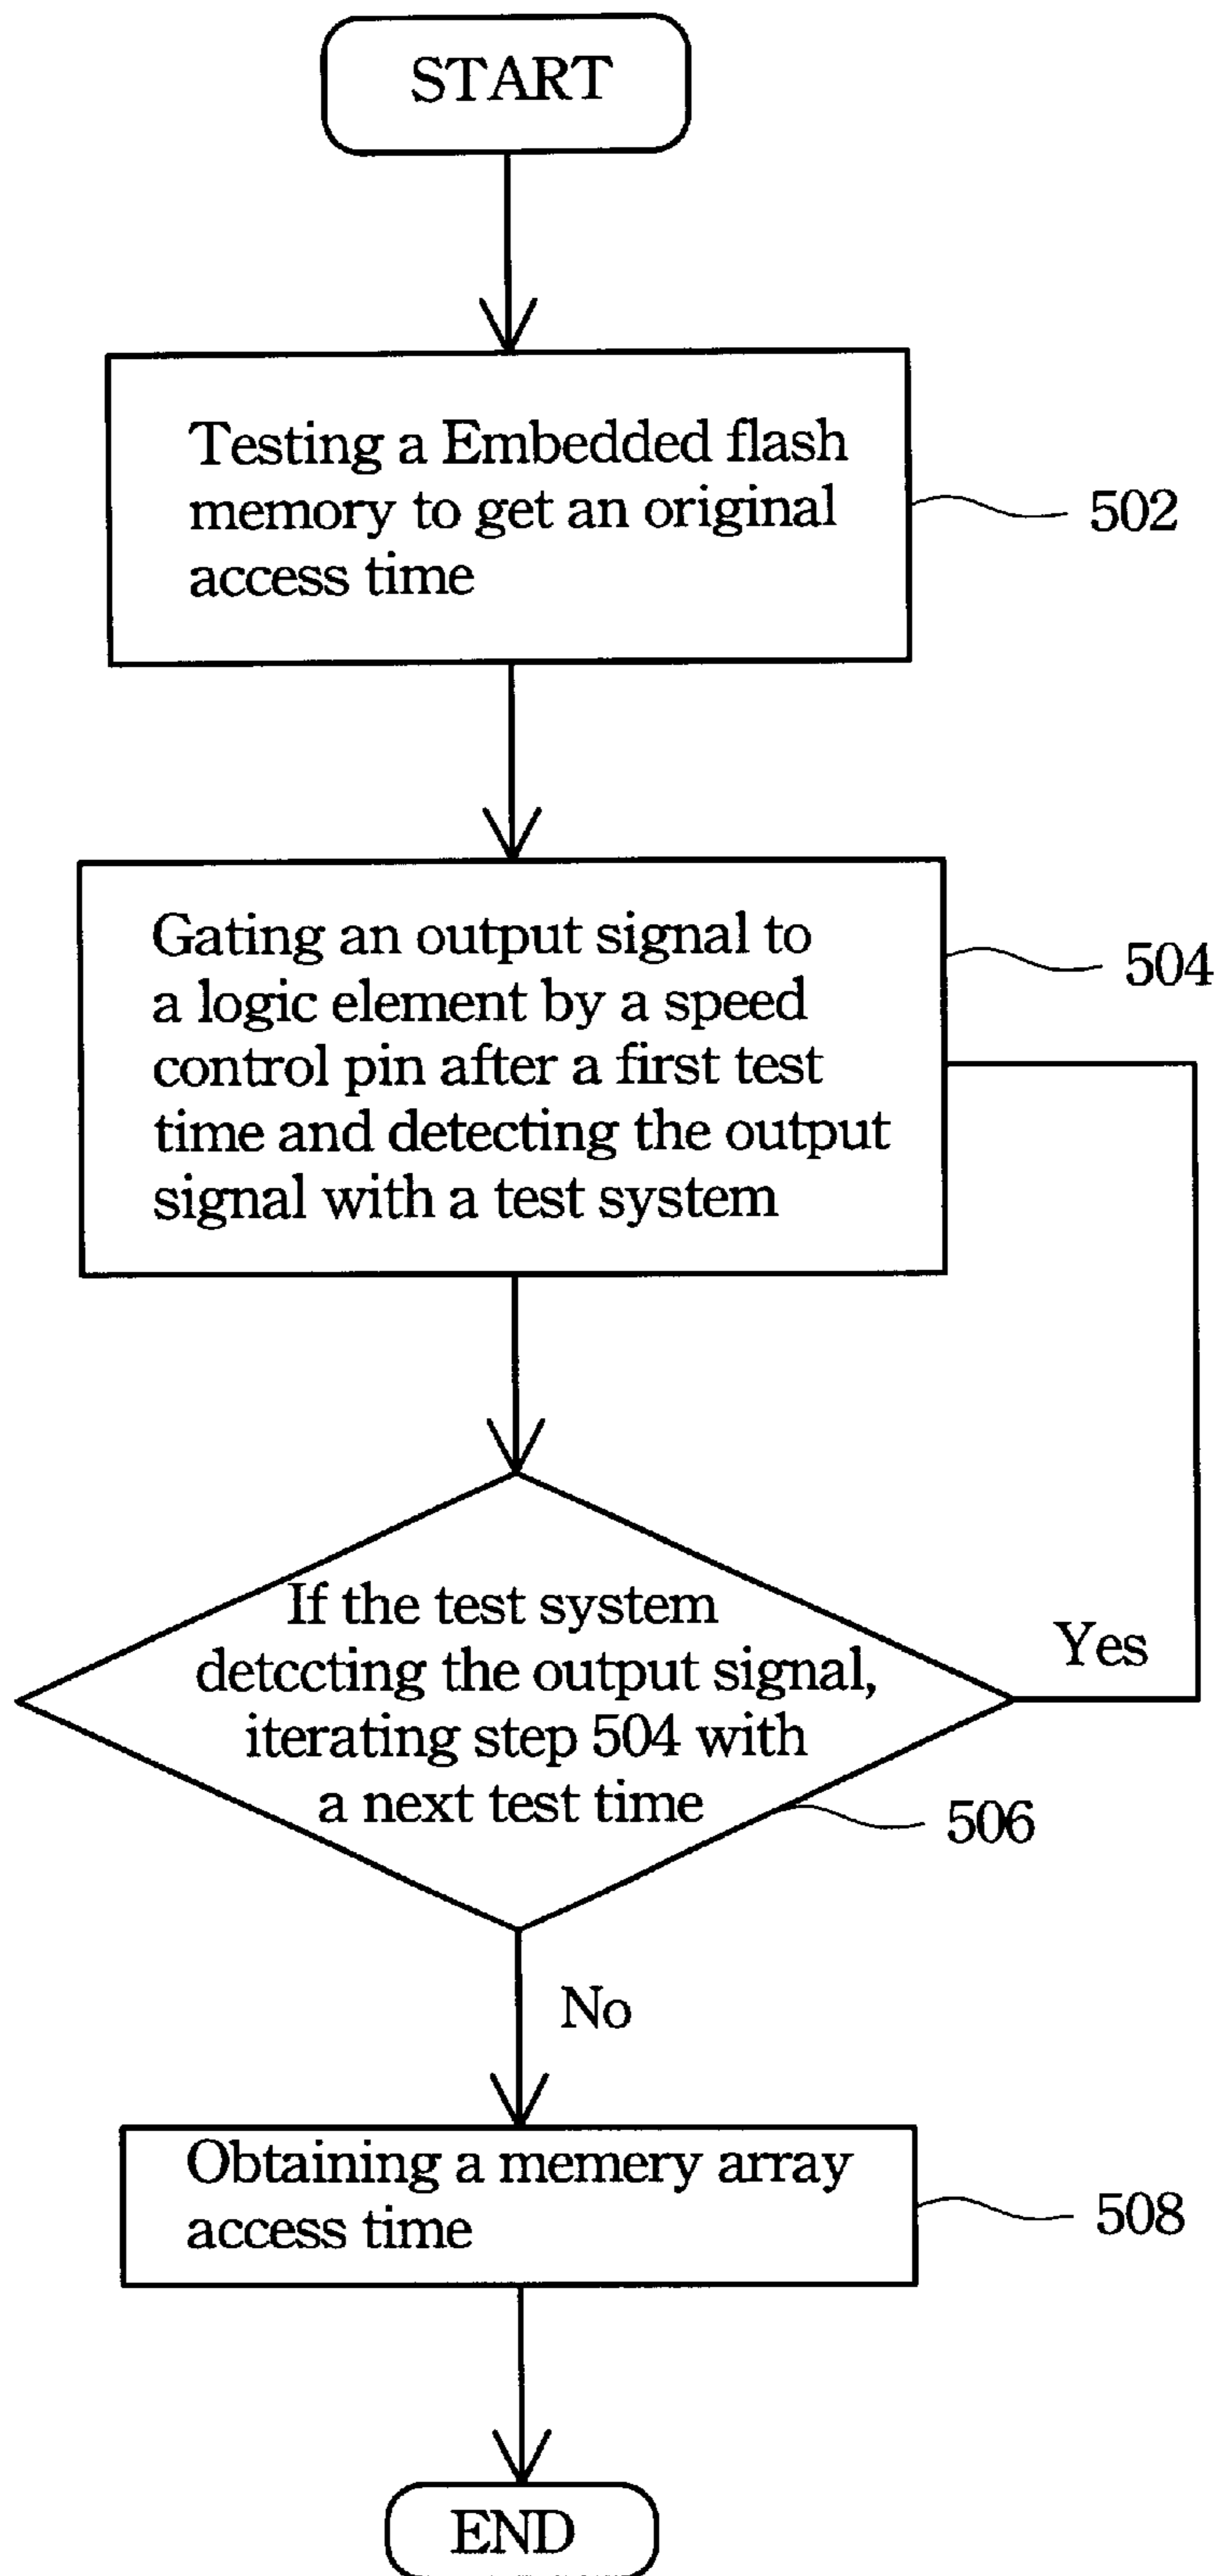 START
Testing a Embedded flash
memory to get an original
access time
502
Gating an output signal to
a logic element by a speed
control pin after a first test
time and detecting the output
signal with a test system
504
If the test system
detccting the output signal,
iterating step 504 with
a next test time
Yes
506
No
Obtaining a memery array
access time
508
END